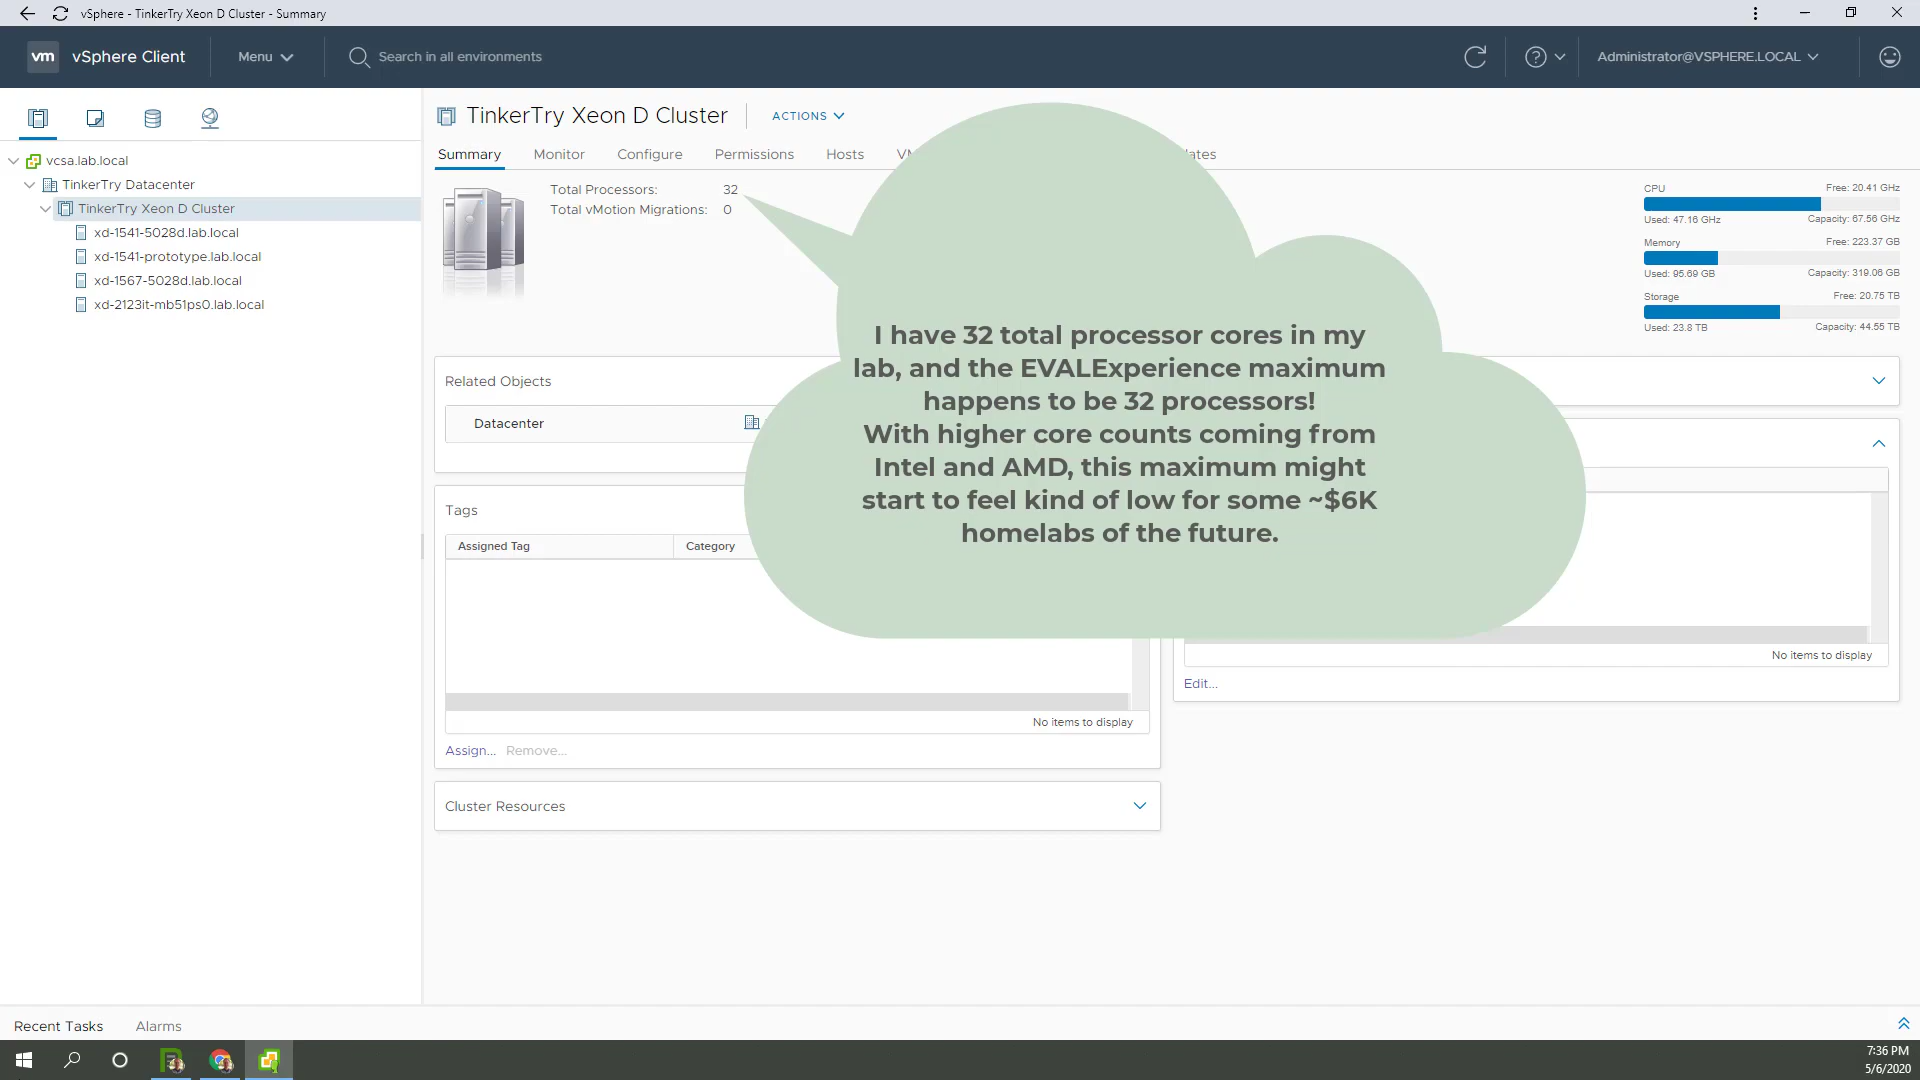 vSphere - TinkerTry Xeon D Cluster - Summary
vm vSphere Client Menu Search in all environments Administrator@VSPHERE.LOCAL
vcsa.lab.local
TinkerTry Datacenter
TinkerTry Xeon D Cluster
xd-1541-5028d.lab.local
xd-1541-prototype.lab.local
xd-1567-5028d.lab.local
xd-2123it-mb51ps0.lab.local
TinkerTry Xeon D Cluster ACTIONS
Summary Monitor Configure Permissions Hosts
Total Processors: 32
Total vMotion Migrations: 0
CPU Free: 20.41 GHz
Used: 47.16 GHz Capacity: 67.56 GHz
Memory Free: 223.37 GB
Used: 95.69 GB Capacity: 319.06 GB
Storage Free: 20.75 TB
Used: 23.8 TB Capacity: 44.55 TB
I have 32 total processor cores in my
lab, and the EVALExperience maximum
happens to be 32 processors!
With higher core counts coming from
Intel and AMD, this maximum might
start to feel kind of low for some ~$6K
homelabs of the future.
Related Objects
Datacenter
Tags
Assigned Tag Category
No items to display
Assign... Remove...
Cluster Resources
No items to display
Edit...
Recent Tasks Alarms
7:36 PM
5/6/2020